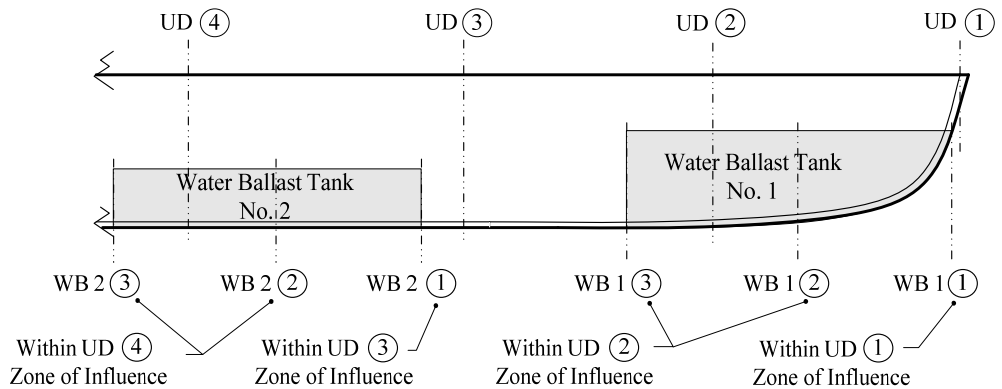 UD ④ UD ③ UD ② UD ①
Water Ballast Tank
No. 1
Water Ballast Tank
No. 2
WB 2 ③ WB 2 ② WB 2 ① WB 1 ③ WB 1 ② WB 1 ①
Within UD ④ Within UD ③ Within UD ② Within UD ①
Zone of Influence Zone of Influence Zone of Influence Zone of Influence